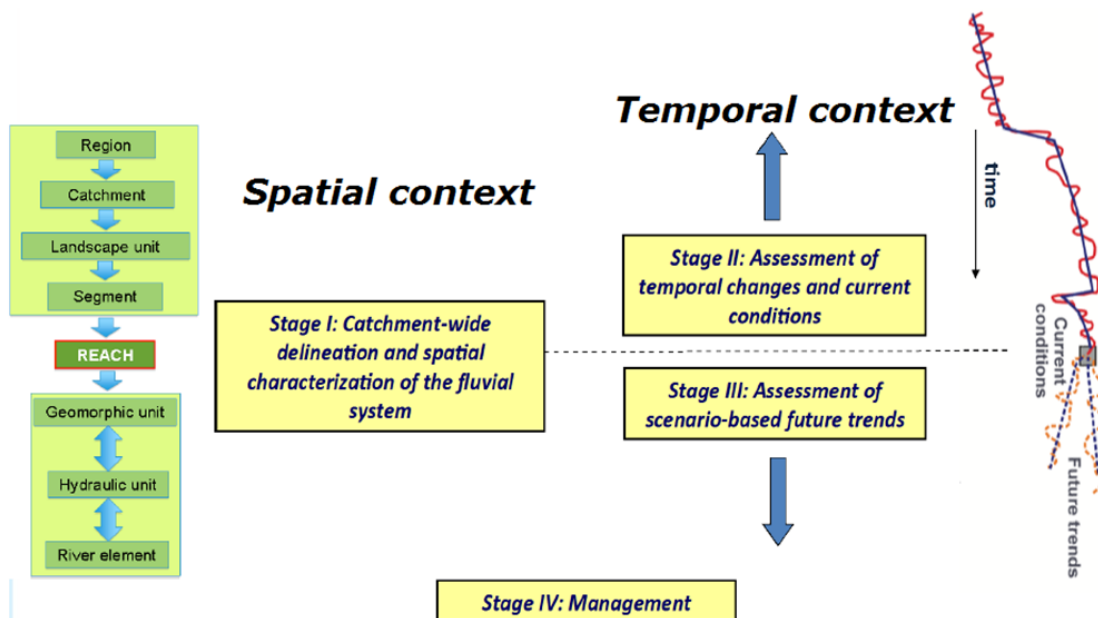 Temporal context
Spatial context
Region
Catchment
Landscape unit
Segment
REACH
Geomorphic unit
Hydraulic unit
River element
Stage I: Catchment-wide
delineation and spatial
characterization of the fluvial
system
Stage II: Assessment of
temporal changes and current
conditions
Stage III: Assessment of
scenario-based future trends
Stage IV: Management
time
Current
conditions
Future trends